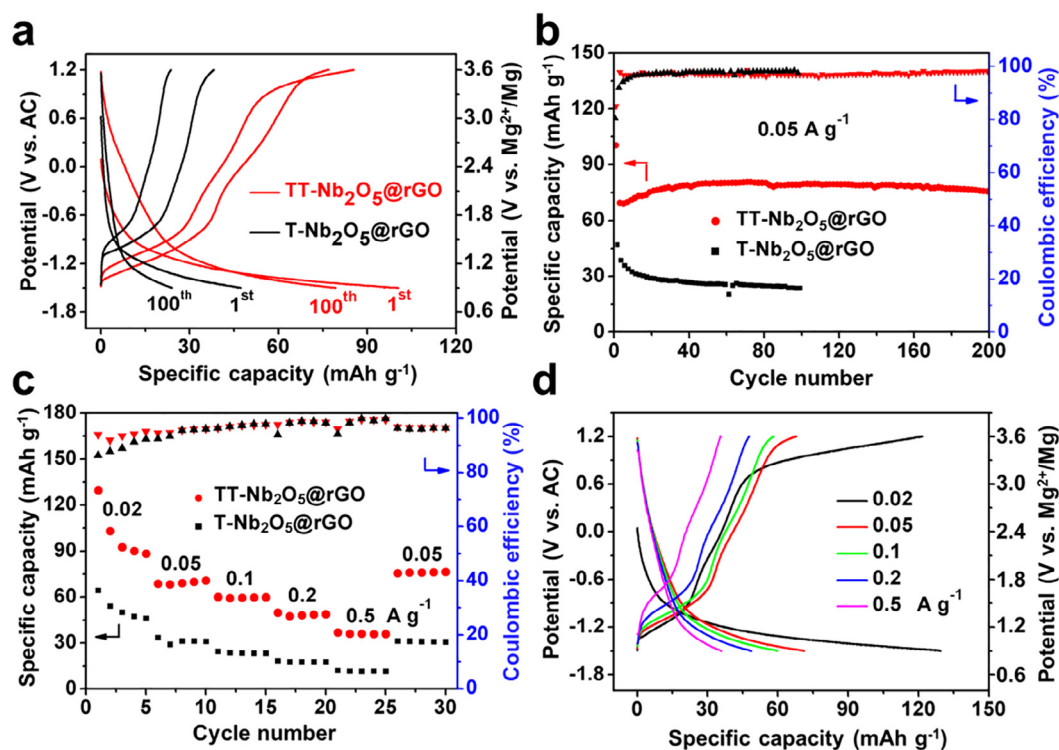 a
Potential (V vs. AC)
1.2
0.6
0.0
-0.6
-1.2
-1.8
TT-Nb2O5@rGO
T-Nb2O5@rGO
100th 1st 100th 1st
3.6
3.0
2.4
1.8
1.2
0.6
Potential (V vs. Mg2+/Mg)
0 30 60 90 120
Specific capacity (mAh g-1)
b
Specific capacity (mAh g-1)
150
120
90
60
30
0
0.05 A g-1
TT-Nb2O5@rGO
T-Nb2O5@rGO
100
80
60
40
20
0
Coulombic efficiency (%)
0 40 80 120 160 200
Cycle number
c
Specific capacity (mAh g-1)
180
150
120
90
60
30
0
TT-Nb2O5@rGO
T-Nb2O5@rGO
0.02
0.05
0.1
0.2
0.5 A g-1
0.05
100
80
60
40
20
0
Coulombic efficiency (%)
0 5 10 15 20 25 30
Cycle number
d
Potential (V vs. AC)
1.2
0.6
0.0
-0.6
-1.2
-1.8
0.02
0.05
0.1
0.2
0.5 A g-1
3.6
3.0
2.4
1.8
1.2
0.6
Potential (V vs. Mg2+/Mg)
0 30 60 90 120 150
Specific capacity (mAh g-1)